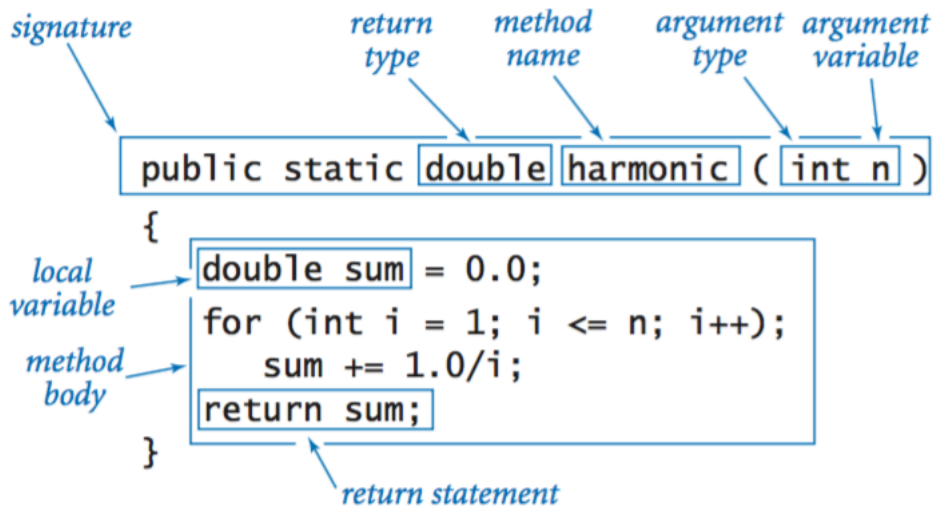 signature
return type
method name
argument type
argument variable
public static double harmonic ( int n )
{
local variable
double sum = 0.0;
for (int i = 1; i <= n; i++);
method body
sum += 1.0/i;
return sum;
}
return statement